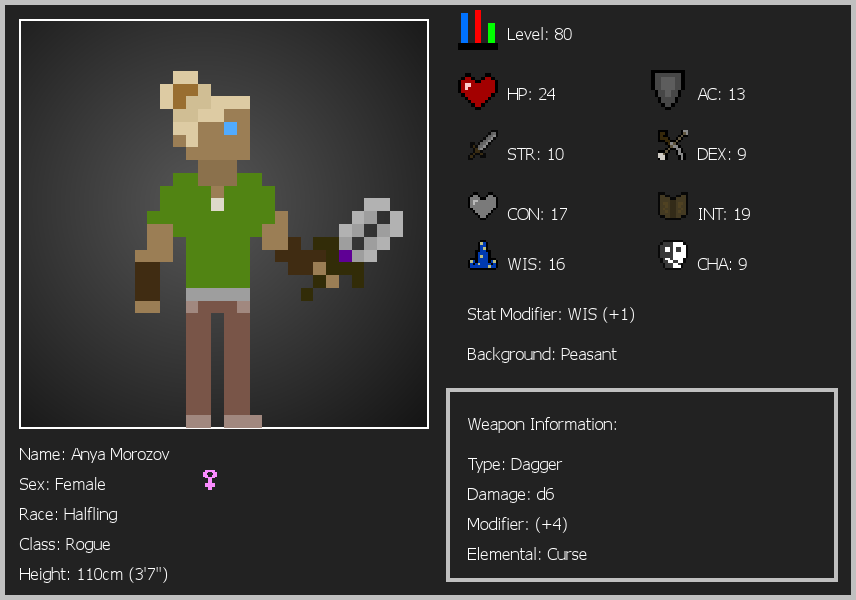 Level: 80
HP: 24
AC: 13
STR: 10
DEX: 9
CON: 17
INT: 19
WIS: 16
CHA: 9
Stat Modifier: WIS (+1)
Background: Peasant
Weapon Information:
Type: Dagger
Damage: d6
Modifier: (+4)
Elemental: Curse
Name: Anya Morozov
Sex: Female
Race: Halfling
Class: Rogue
Height: 110cm (3'7")